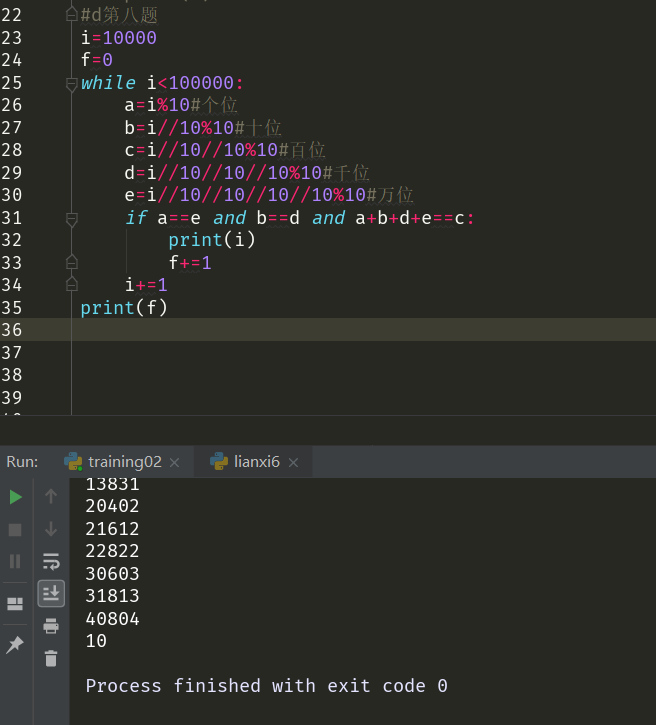 22 #d第八题
23 i=10000
24 f=0
25 while i<100000:
26 a=i%10#个位
27 b=i//10%10#十位
28 c=i//10//10%10#百位
29 d=i//10//10//10%10#千位
30 e=i//10//10//10//10%10#万位
31 if a==e and b==d and a+b+d+e==c:
32 print(i)
33 f+=1
34 i+=1
35 print(f)
36
37
38
39
Run: training02 lianxi6
13831
20402
21612
22822
30603
31813
40804
10
Process finished with exit code 0